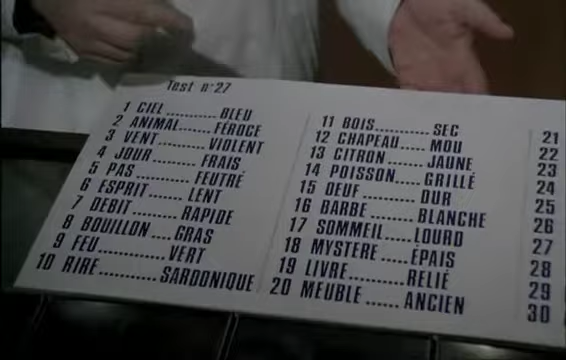 Test n°27
1 CIEL ........... BLEU
2 ANIMAL ....... FÉROCE
3 VENT ........... VIOLENT
4 JOUR ........... FRAIS
5 PAS ........... FEUTRÉ
6 ESPRIT ....... LENT
7 DEBIT ......... RAPIDE
8 BOUILLON .... GRAS
9 FEU ............ VERT
10 RIRE .......... SARDONIQUE
11 BOIS .......... SEC
12 CHAPEAU ..... MOU
13 CITRON ....... JAUNE
14 POISSON ..... GRILLÉ
15 OEUF .......... DUR
16 BARBE ........ BLANCHE
17 SOMMEIL .... LOURD
18 MYSTERE .... ÉPAIS
19 LIVRE ......... RELIÉ
20 MEUBLE ...... ANCIEN
21
22
23
24
25
26
27
28
29
30